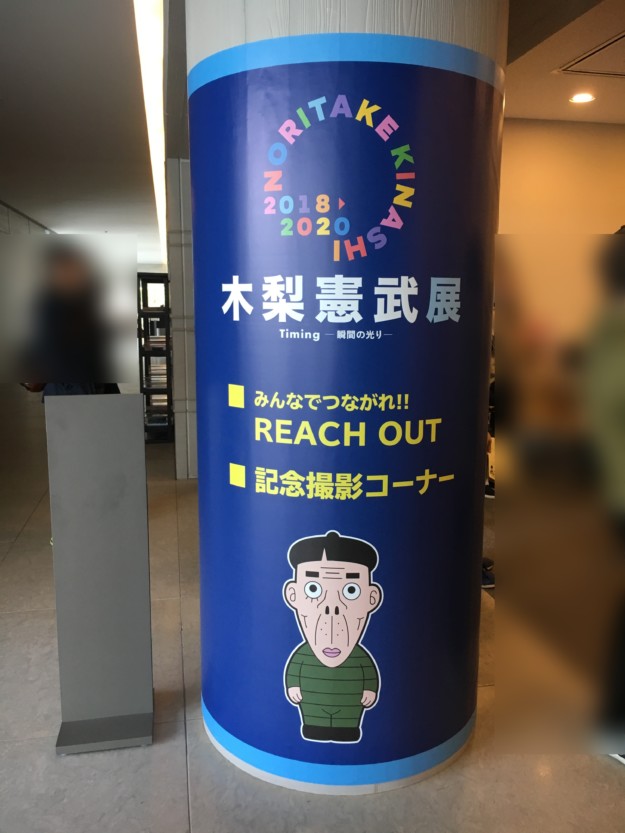 NORITAKE KINASHI
2018▶
2020
木梨憲武展
Timing ―瞬間の光り―
■ みんなでつながれ!!
REACH OUT
■ 記念撮影コーナー